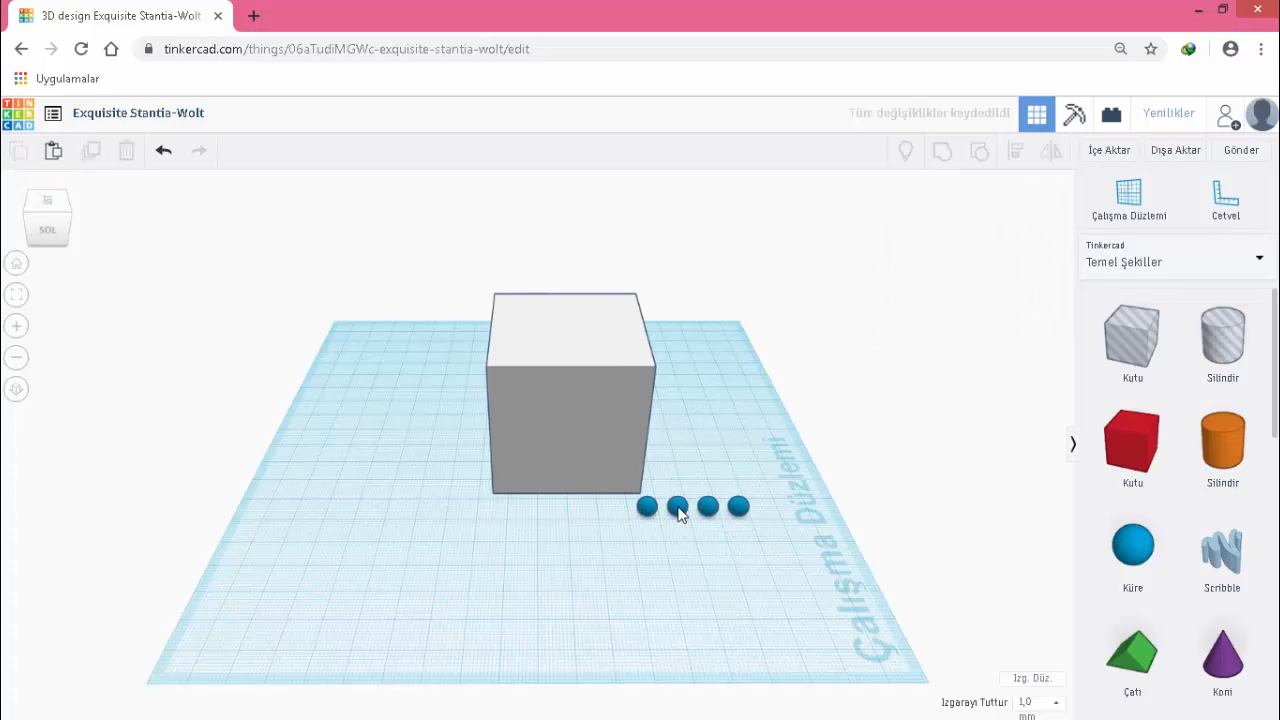 3D design Exquisite Stantia-Wolt
tinkercad.com/things/06aTudiMGWc-exquisite-stantia-wolt/edit
Uygulamalar
TIN
KER
CAD
Exquisite Stantia-Wolt
Tüm değişiklikler kaydedildi
Yenilikler
İçe Aktar
Dışa Aktar
Gönder
SOL
Çalışma Düzlemi
Cetvel
Tinkercad
Temel Şekiller
Kutu
Silindir
Kutu
Silindir
Küre
Scribble
Çatı
Koni
Çalışma Düzlemi
Izg. Düz.
Izgarayı Tuttur
1,0
mm